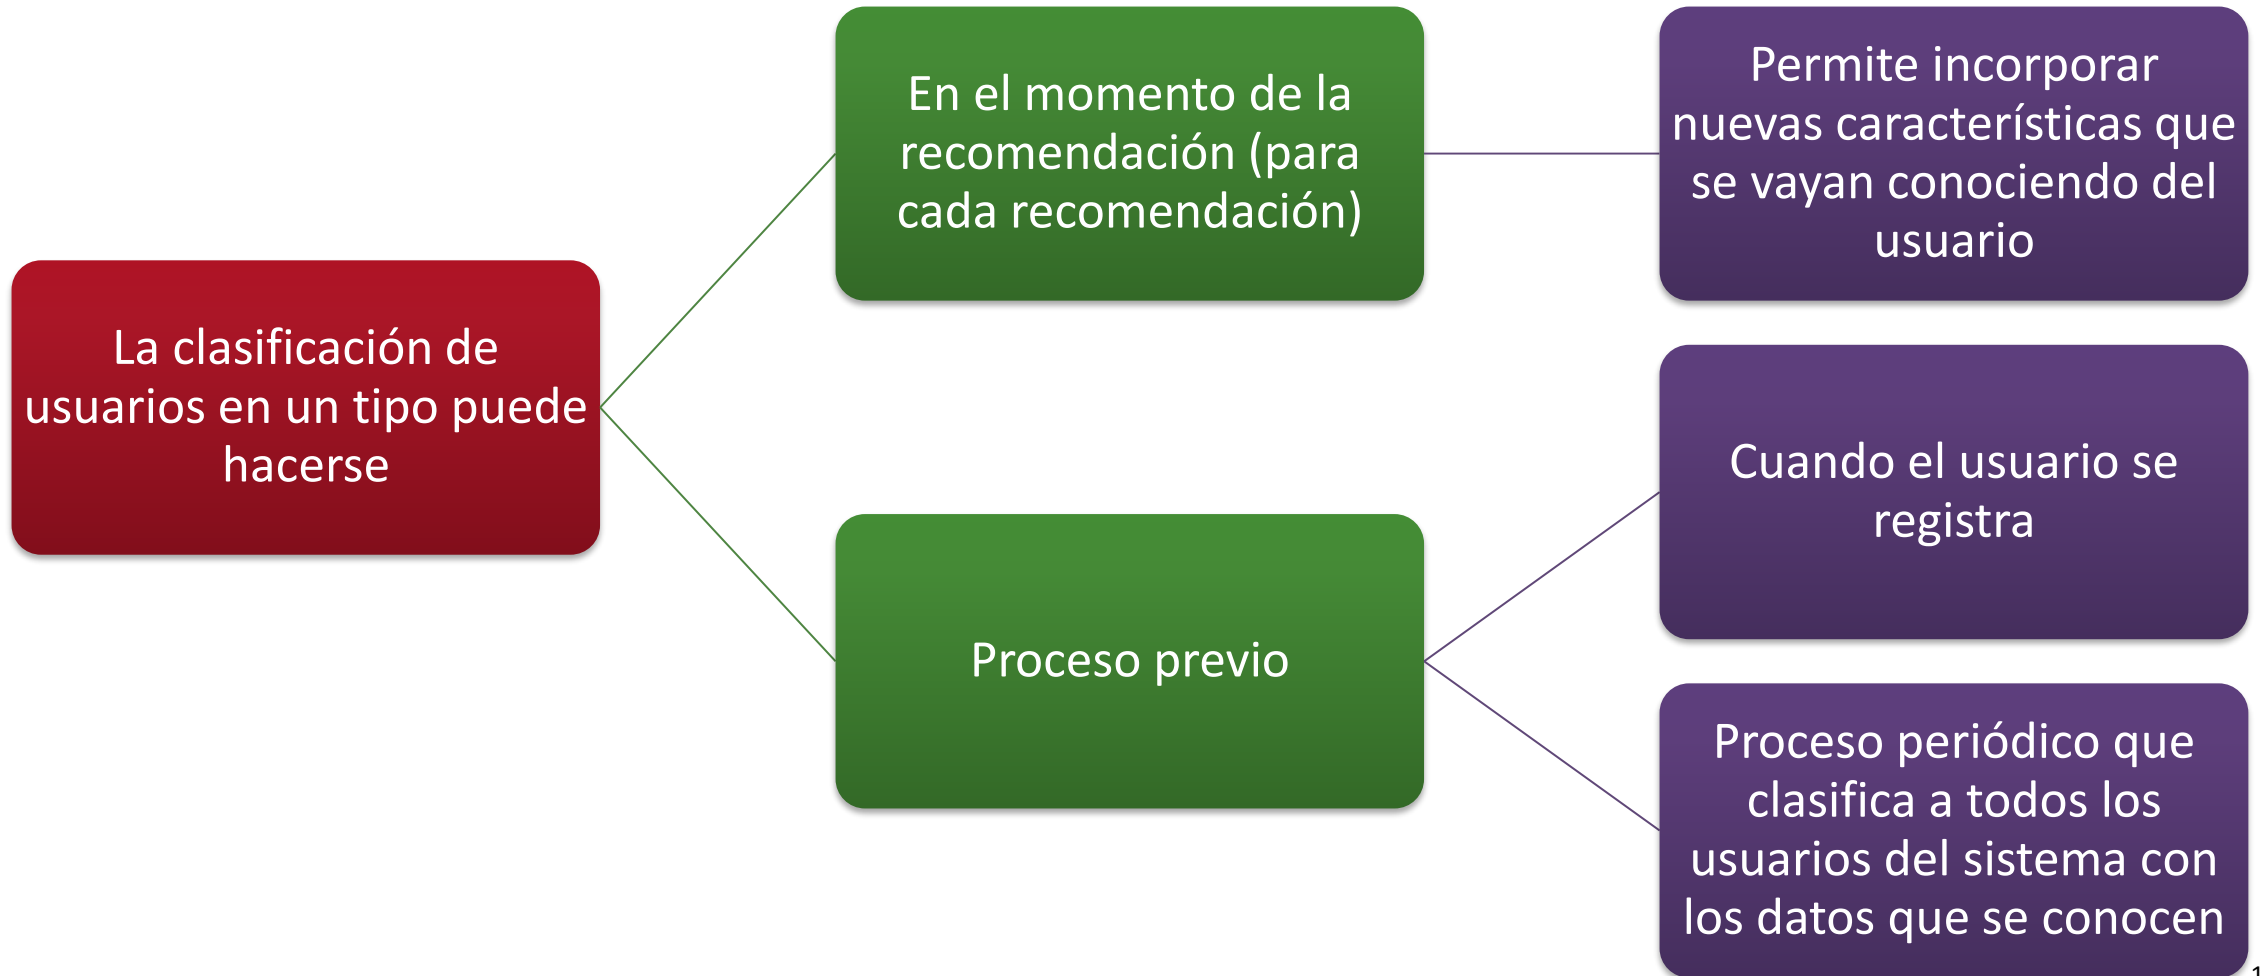 La clasificación de
usuarios en un tipo puede
hacerse
En el momento de la
recomendación (para
cada recomendación)
Permite incorporar
nuevas características que
se vayan conociendo del
usuario
Proceso previo
Cuando el usuario se
registra
Proceso periódico que
clasifica a todos los
usuarios del sistema con
los datos que se conocen